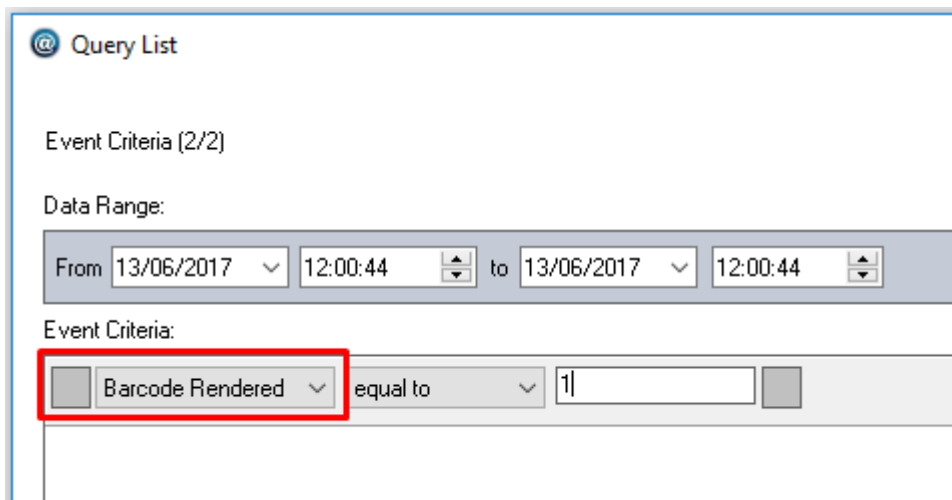 Query List
Event Criteria (2/2)
Data Range:
From 13/06/2017 12:00:44 to 13/06/2017 12:00:44
Event Criteria:
Barcode Rendered equal to 1